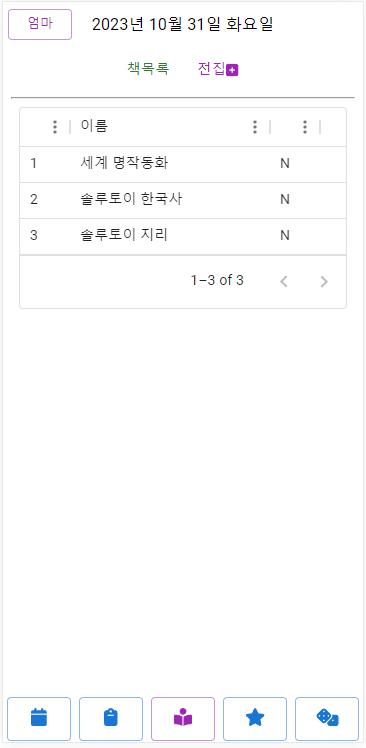 엄마 2023년 10월 31일 화요일
책목록 전집
이름
1 세계 명작동화 N
2 솔루토이 한국사 N
3 솔루토이 지리 N
1–3 of 3